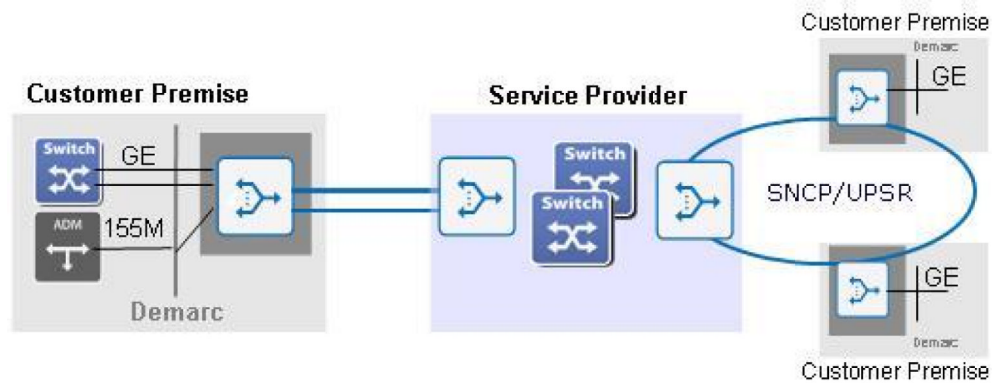 Customer Premise
Demarc
GE
Customer Premise
Service Provider
Switch
GE
Switch
Switch
SNCP/UPSR
ADM
155M
Demarc
GE
Demarc
Customer Premise